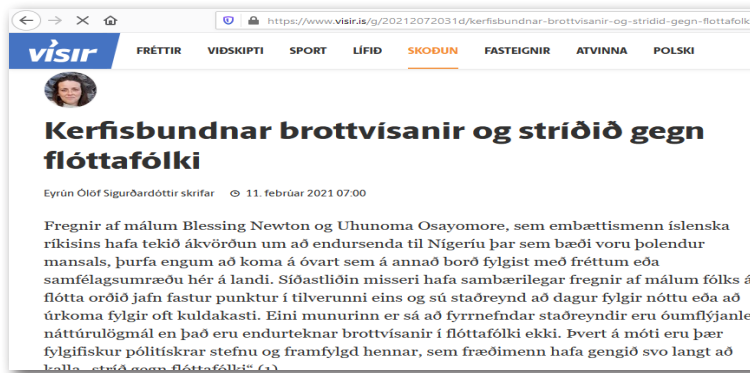 https://www.visir.is/g/20212072031d/kerfisbundnar-brottvisanir-og-stridid-gegn-flottafolk
vísir FRÉTTIR VIÐSKIPTI SPORT LÍFIÐ SKOÐUN FASTEIGNIR ATVINNA POLSKI
Kerfisbundnar brottvísanir og stríðið gegn
flóttafólki
Eyrún Ólöf Sigurðardóttir skrifar 11. febrúar 2021 07:00
Fregnir af málum Blessing Newton og Uhunoma Osayomore, sem embættismenn íslenska
ríkisins hafa tekið ákvörðun um að endursenda til Nígeríu þar sem bæði voru þolendur
mansals, þurfa engum að koma á óvart sem á annað borð fylgist með fréttum eða
samfélagsumræðu hér á landi. Síðastliðin misseri hafa sambærilegar fregnir af málum fólks á
flótta orðið jafn fastur punktur í tilverunni eins og sú staðreynd að dagur fylgir nóttu eða að
úrkoma fylgir oft kuldakasti. Eini munurinn er sá að fyrrnefndar staðreyndir eru óumflýjanle
náttúrulögmál en það eru endurteknar brottvísanir í flóttafólki ekki. Þvert á móti eru þær
fylgifiskur pólitískrar stefnu og framfylgd hennar, sem fræðimenn hafa gengið svo langt að
kalla „stríð gegn flóttafólki“ (1)